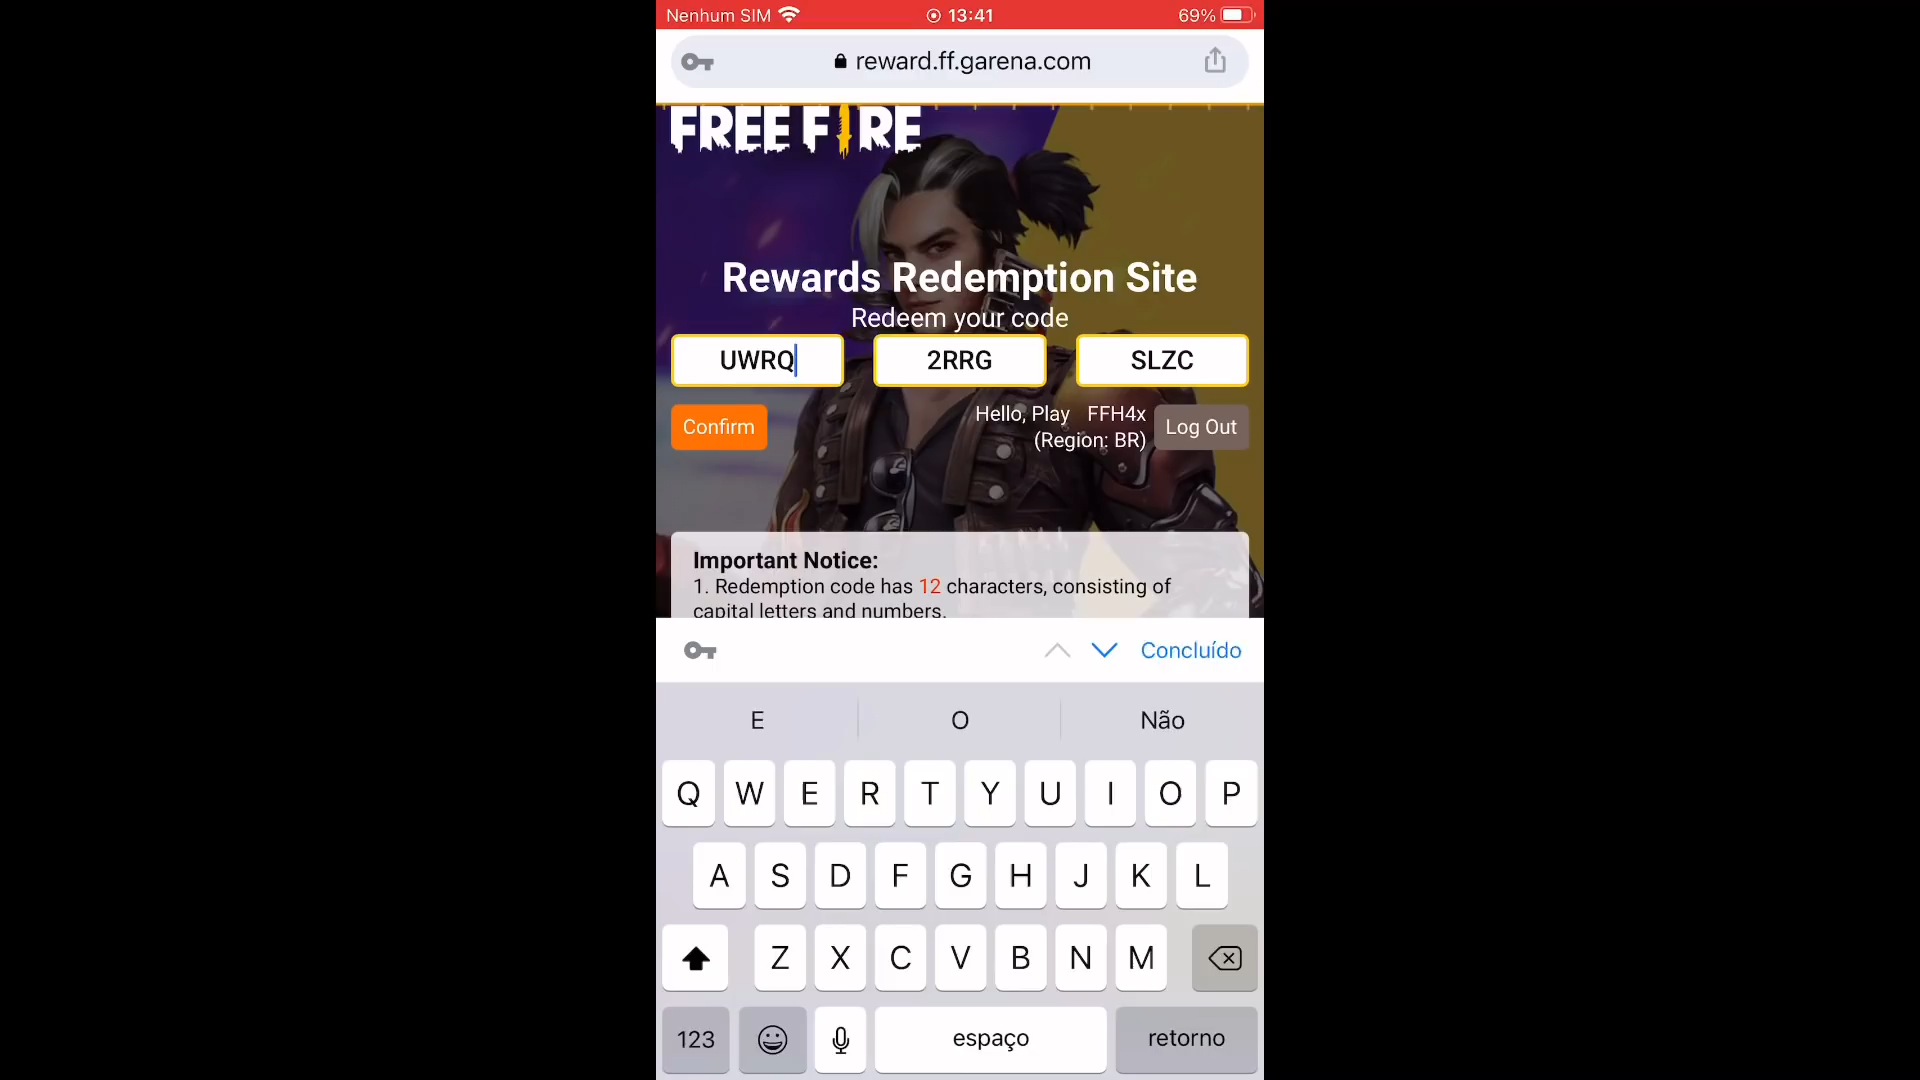 Nenhum SIM 13:41 69%
reward.ff.garena.com
FREE FIRE
Rewards Redemption Site
Redeem your code
UWRQ 2RRG SLZC
Confirm Hello, Play FFH4x Log Out
(Region: BR)
Important Notice:
1. Redemption code has 12 characters, consisting of
capital letters and numbers.
Concluído
E O Não
Q W E R T Y U I O P
A S D F G H J K L
Z X C V B N M
123 espaço retorno